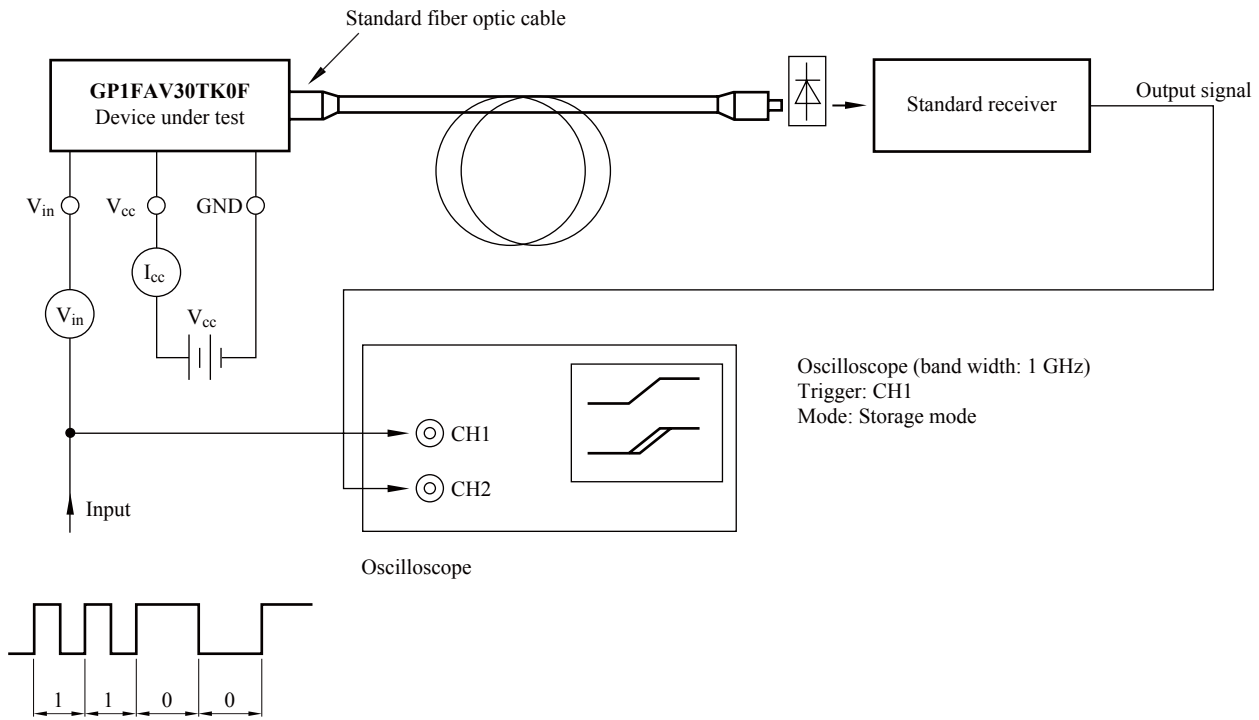 Standard fiber optic cable
GP1FAV30TK0F
Device under test
Standard receiver
Output signal
Vin
Vcc
GND
Icc
Vin
Vcc
Oscilloscope (band width: 1 GHz)
Trigger: CH1
Mode: Storage mode
CH1
CH2
Input
Oscilloscope
1 1 0 0